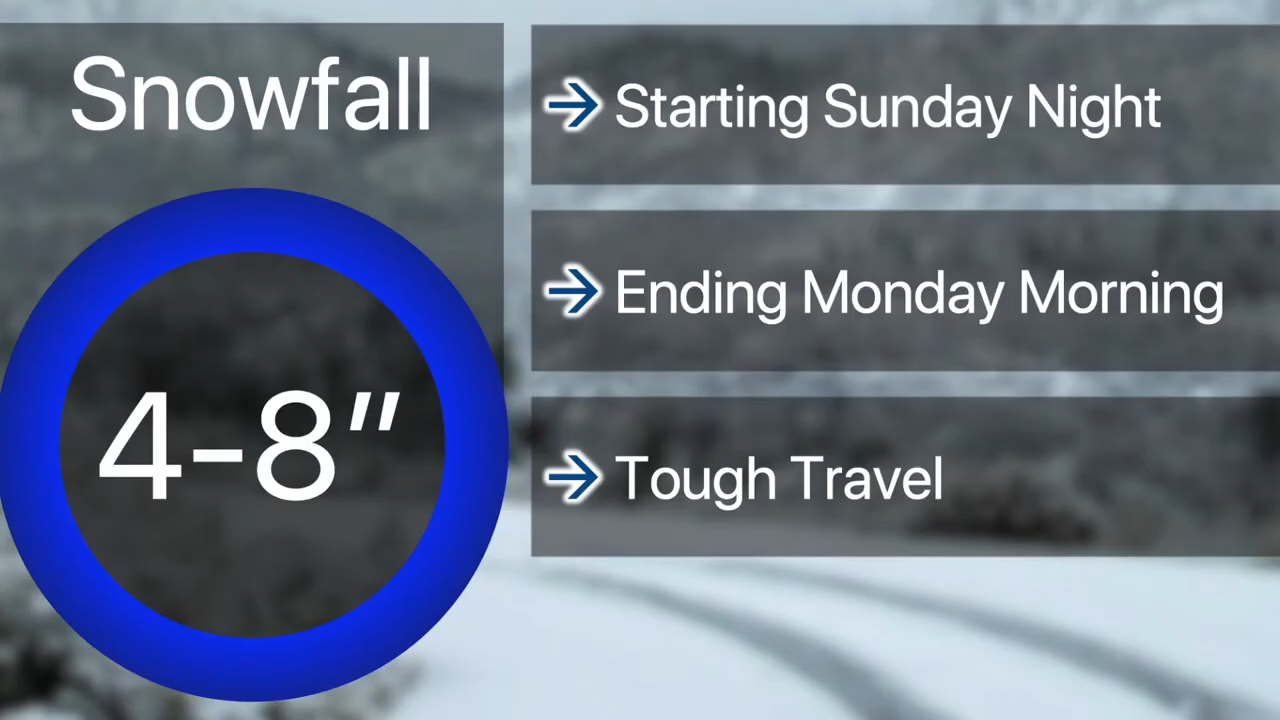 Snowfall
4-8"
Starting Sunday Night
Ending Monday Morning
Tough Travel